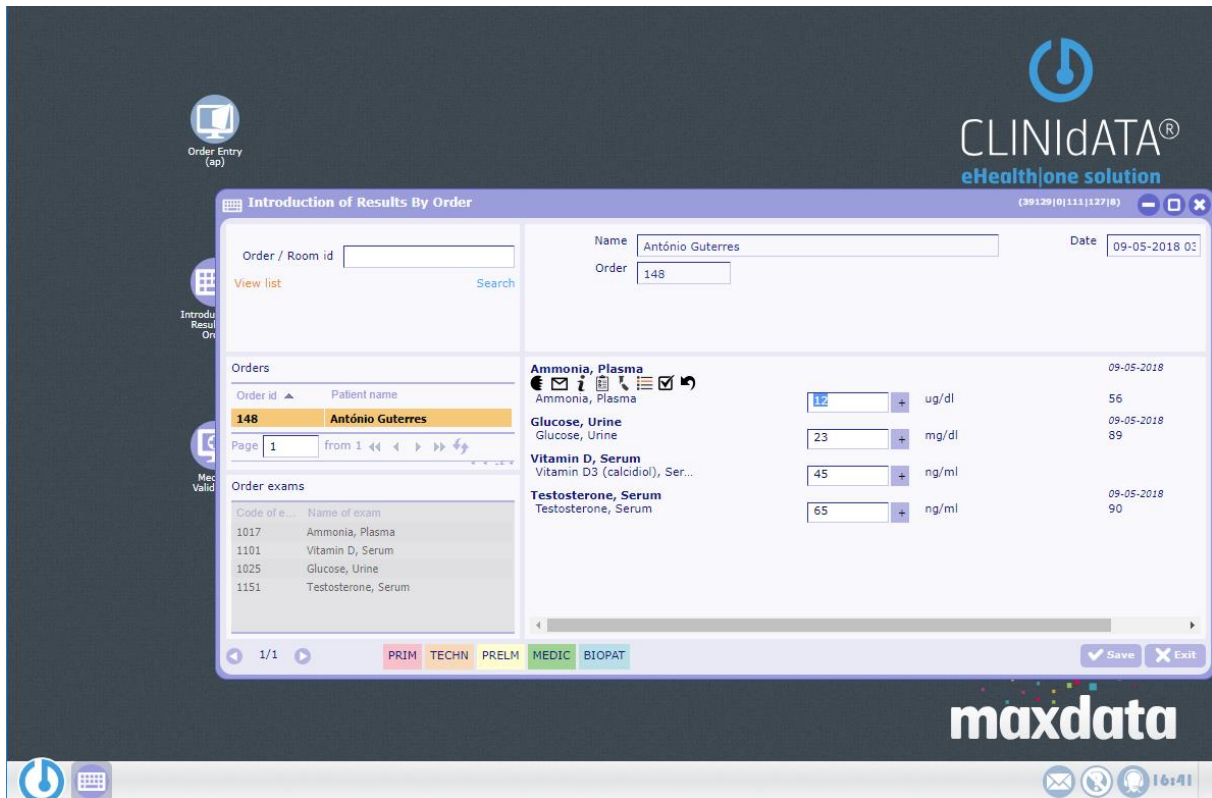 CLINIdATA®
eHealth|one solution
Order Entry
(ap)
Introduction of Results By Order
(39129|0|111|127|8)
Order / Room id
View list
Search
Name
António Guterres
Date
09-05-2018 03
Order
148
Introdu
Resul
Or
Med
Valid
Orders
Order id
Patient name
148
António Guterres
Page
1
from 1
Order exams
Code of e...
Name of exam
1017
Ammonia, Plasma
1101
Vitamin D, Serum
1025
Glucose, Urine
1151
Testosterone, Serum
Ammonia, Plasma
09-05-2018
Ammonia, Plasma
12
+
ug/dl
56
Glucose, Urine
09-05-2018
Glucose, Urine
23
+
mg/dl
89
Vitamin D, Serum
Vitamin D3 (calcidiol), Ser...
45
+
ng/ml
Testosterone, Serum
09-05-2018
Testosterone, Serum
65
+
ng/ml
90
1/1
PRIM
TECHN
PRELM
MEDIC
BIOPAT
Save
Exit
maxdata
16:41